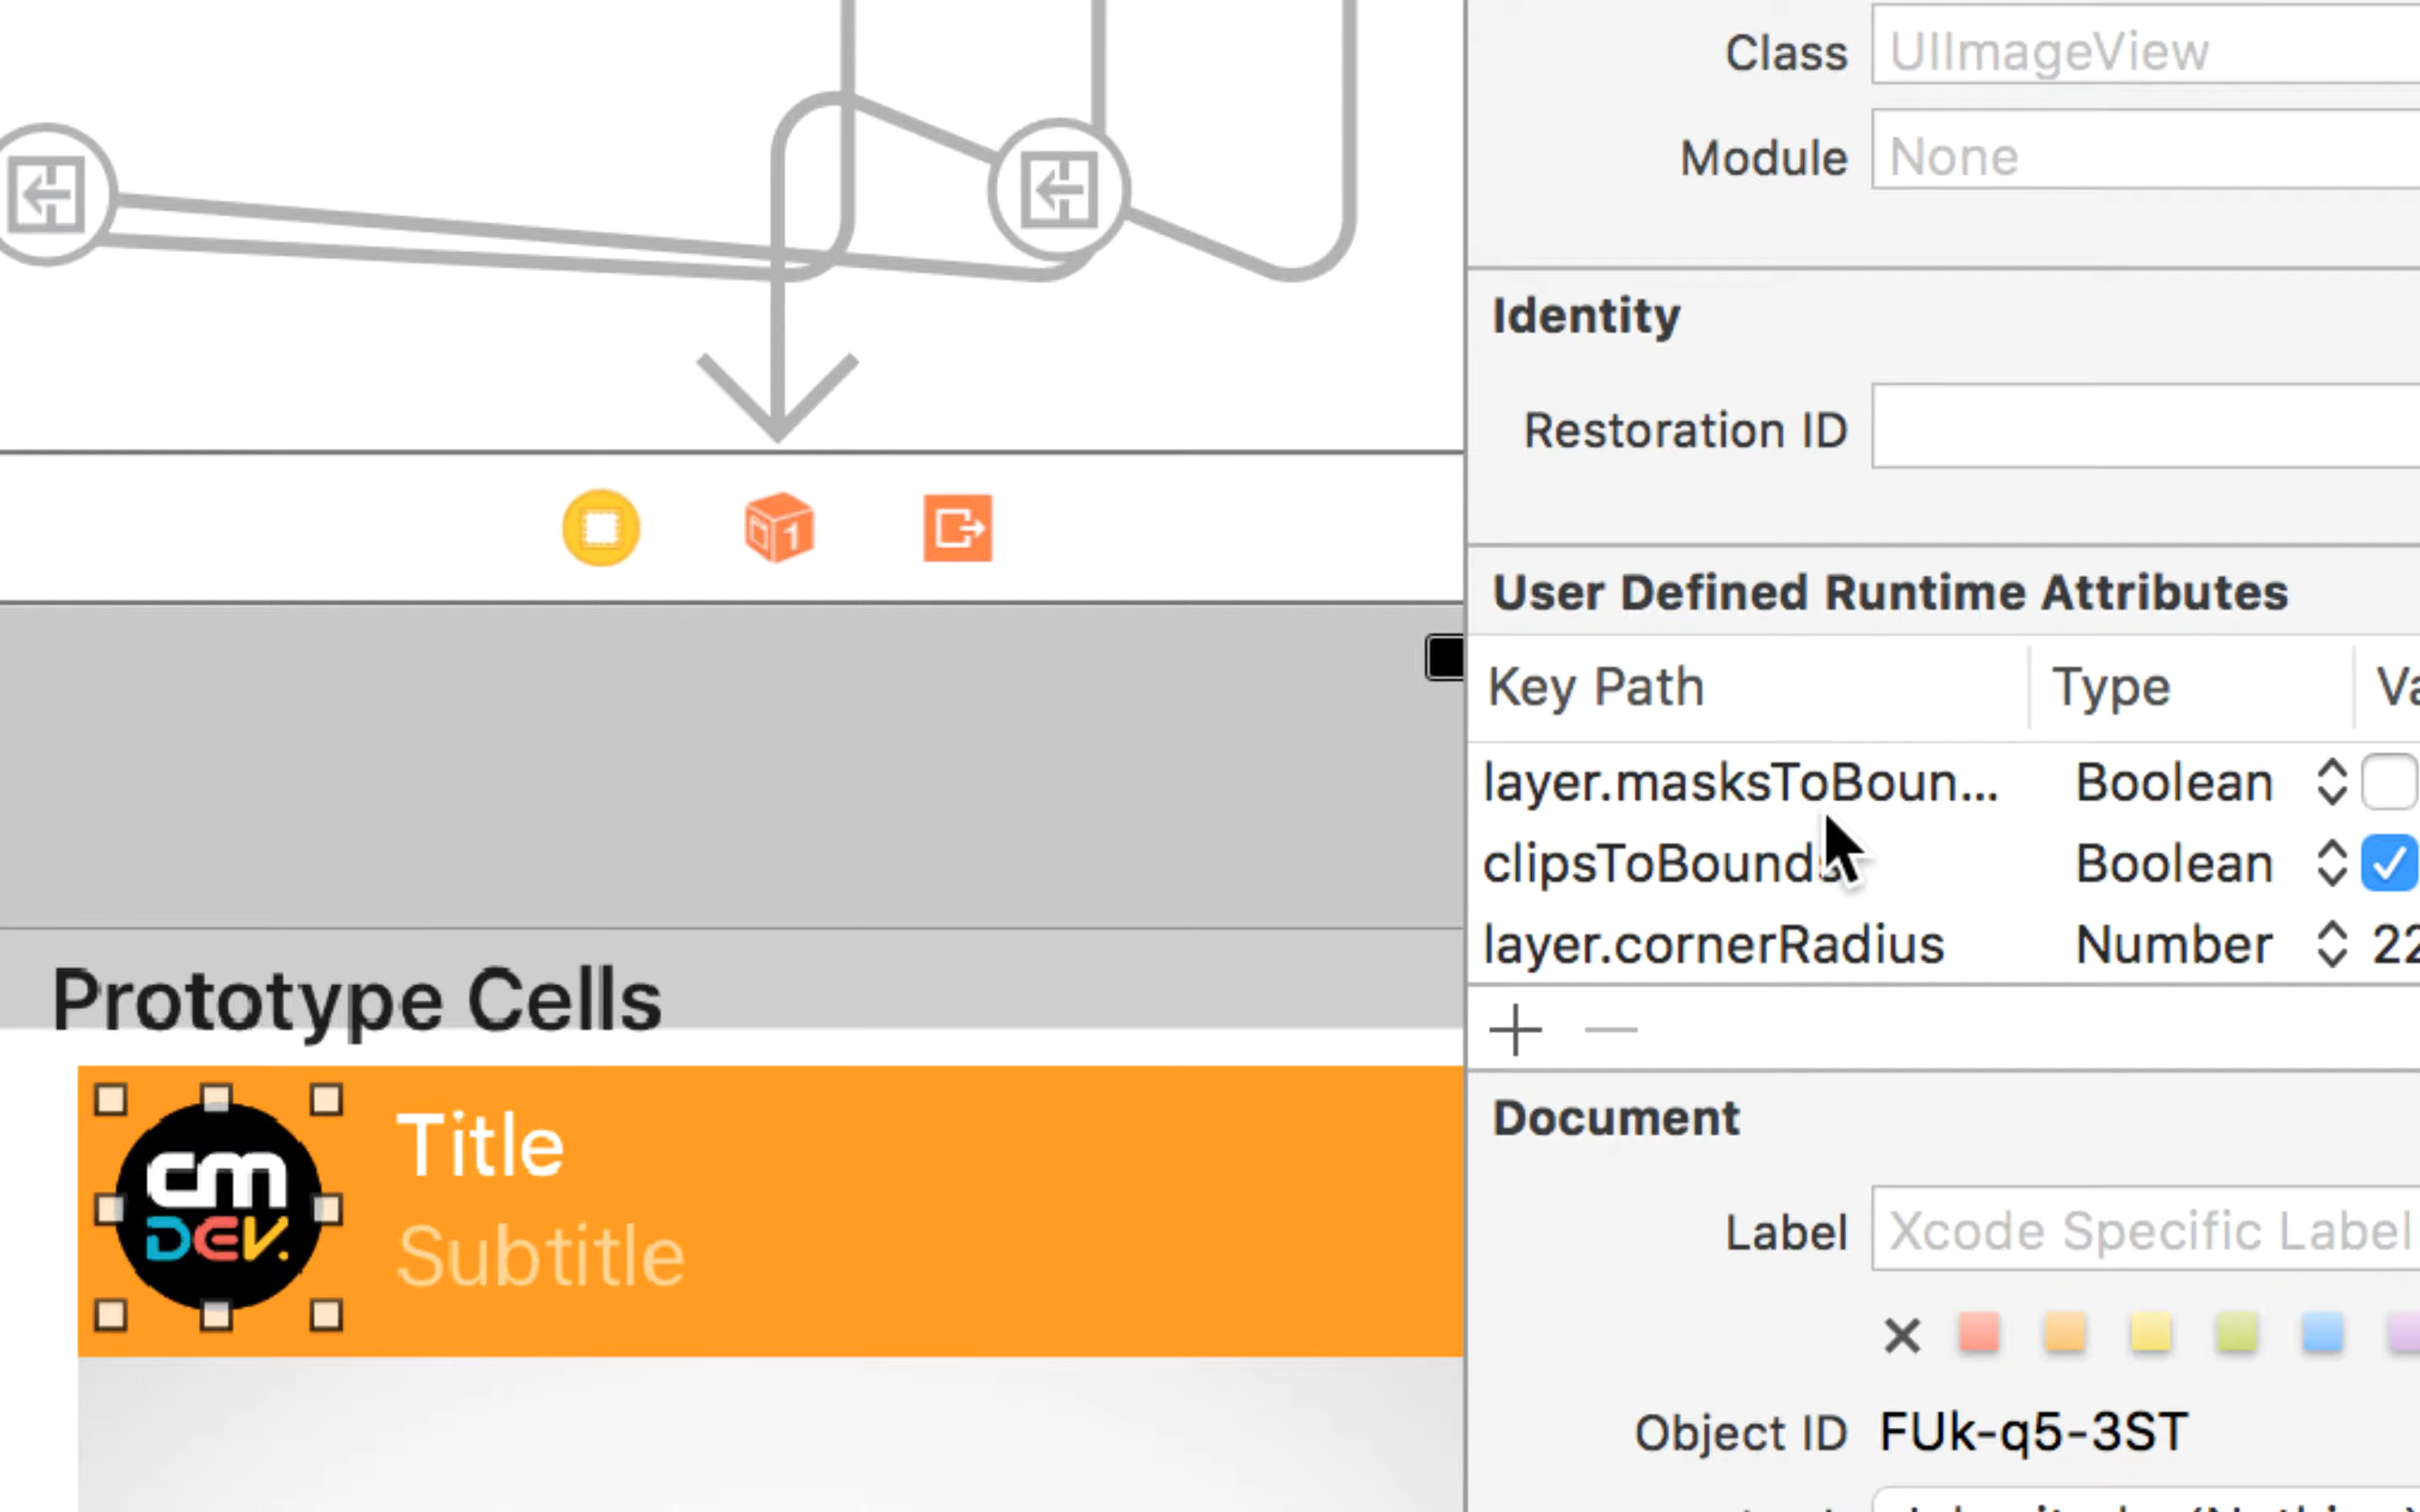 Class UIImageView
Module None
Identity
Restoration ID
User Defined Runtime Attributes
Key Path Type
layer.masksToBoun... Boolean
clipsToBounds Boolean
layer.cornerRadius Number 22
Prototype Cells
Title
Subtitle
cm
DEV.
1
Document
Label Xcode Specific Label
Object ID FUk-q5-3ST